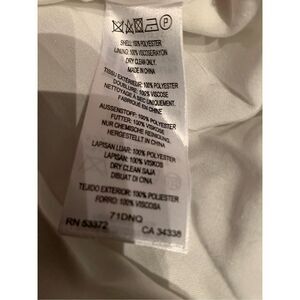 SHELL: 100% POLYESTER
LINING: 100% VISCOSE/RAYON
DRY CLEAN ONLY.
MADE IN CHINA
TISSU EXTERIEUR: 100% POLYESTER
DOUBLURE: 100% VISCOSE
NETTOYAGE À SEC UNIQUEMENT.
FABRIQUÉ EN CHINE
AUSSENSTOFF: 100% POLYESTER
FUTTER: 100% VISKOSE
NUR CHEMISCHE REINIGUNG.
HERGESTELLT IN CHINA
LAPISAN LUAR: 100% POLYESTER
LAPISAN: 100% VISKOS
DRY CLEAN SAJA
DIBUAT DI CINA
TEJIDO EXTERIOR: 100% POLIESTER
FORRO: 100% VISCOSA
71DNQ
RN 53372 CA 34338